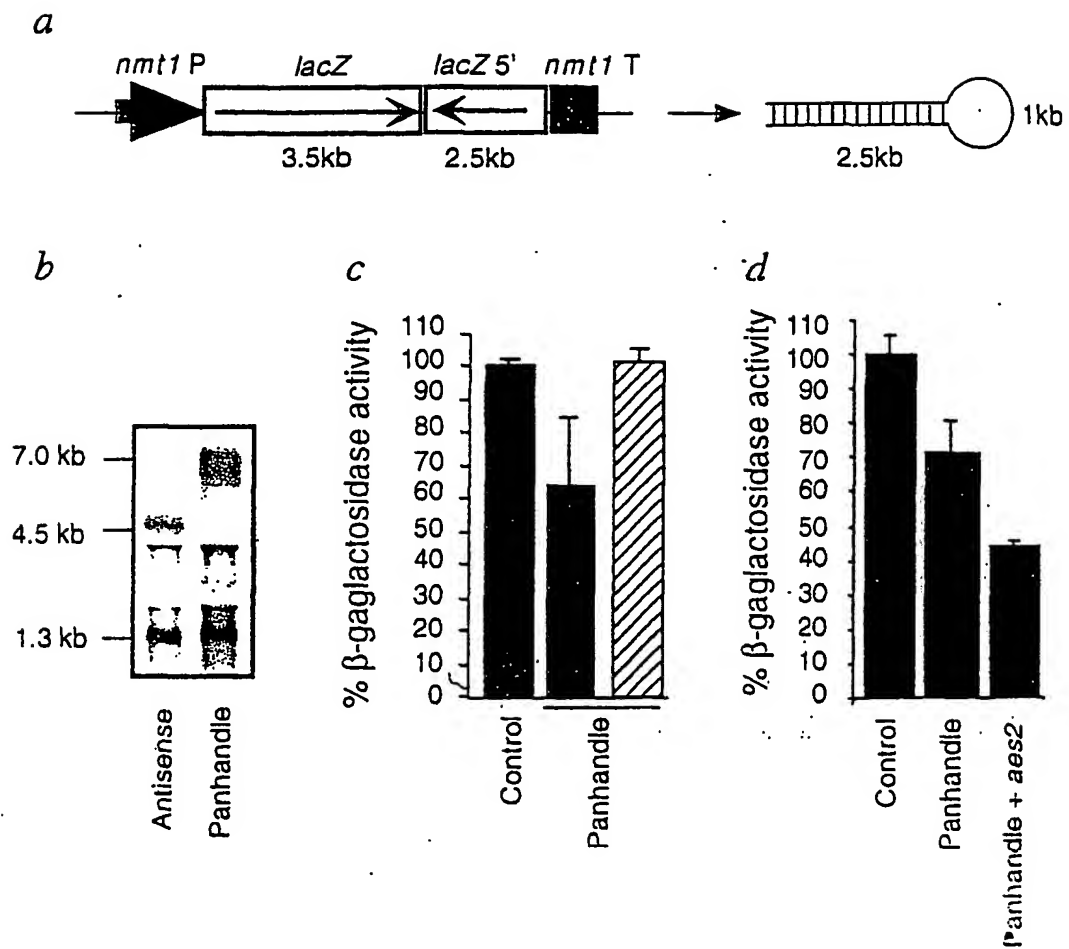 a
nmt1 P lacZ lacZ 5' nmt1 T
3.5kb 2.5kb
2.5kb
1kb
b
7.0 kb
4.5 kb
1.3 kb
Antisense
Panhandle
c
% β-gaglactosidase activity
110
100
90
80
70
60
50
40
30
20
10
0
Control
Panhandle
d
% β-gaglactosidase activity
110
100
90
80
70
60
50
40
30
20
10
0
Control
Panhandle
Panhandle + aes2